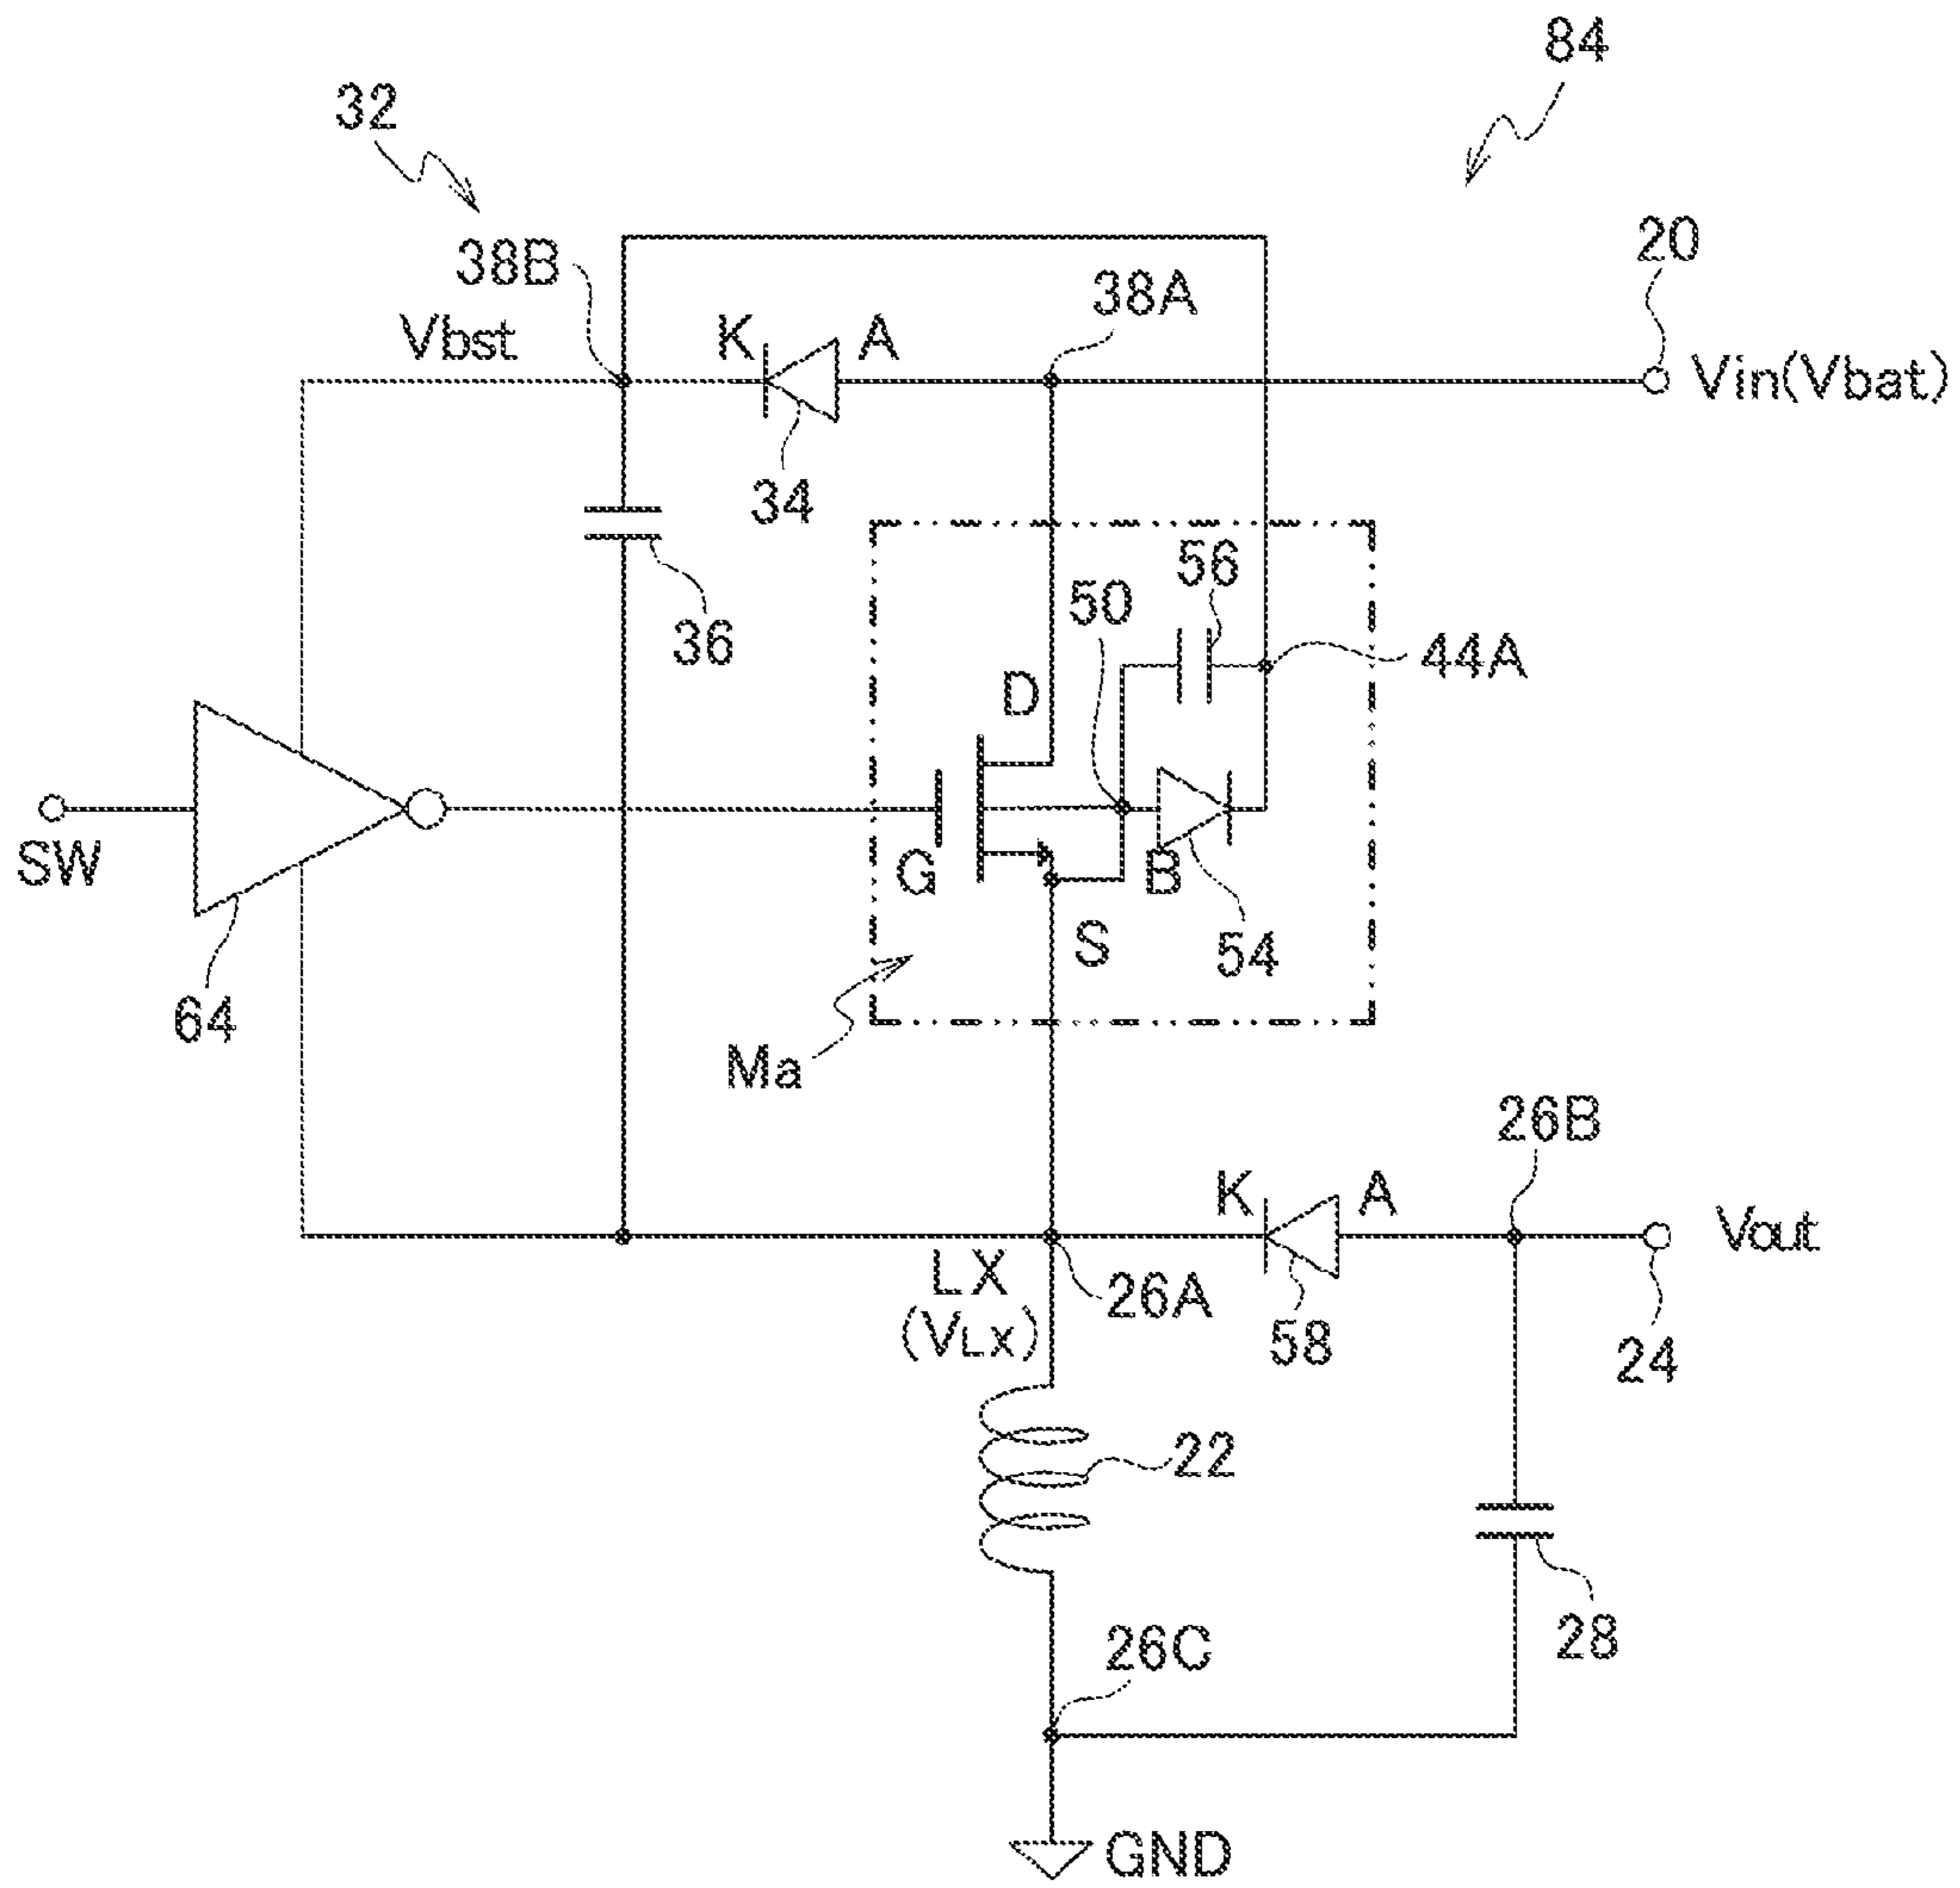 84
32
20
38B
38A
Vbst
K
A
Vin(Vbat)
34
56
50
36
44A
D
SW
G
B
S
54
64
Ma
26B
K
A
Vout
LX
26A
(VLX)
58
24
22
28
26C
GND